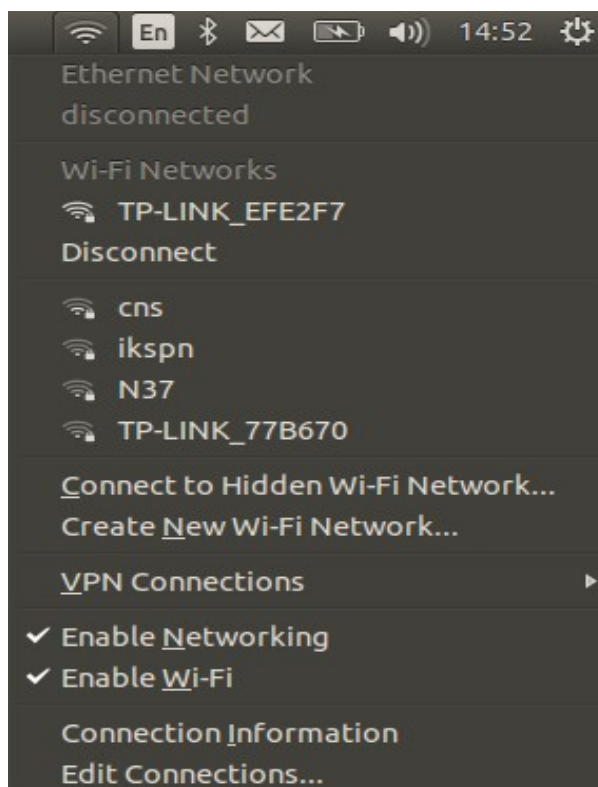 En 14:52
Ethernet Network
disconnected
Wi-Fi Networks
TP-LINK_EFE2F7
Disconnect
cns
ikspn
N37
TP-LINK_77B670
Connect to Hidden Wi-Fi Network...
Create New Wi-Fi Network...
VPN Connections
Enable Networking
Enable Wi-Fi
Connection Information
Edit Connections...